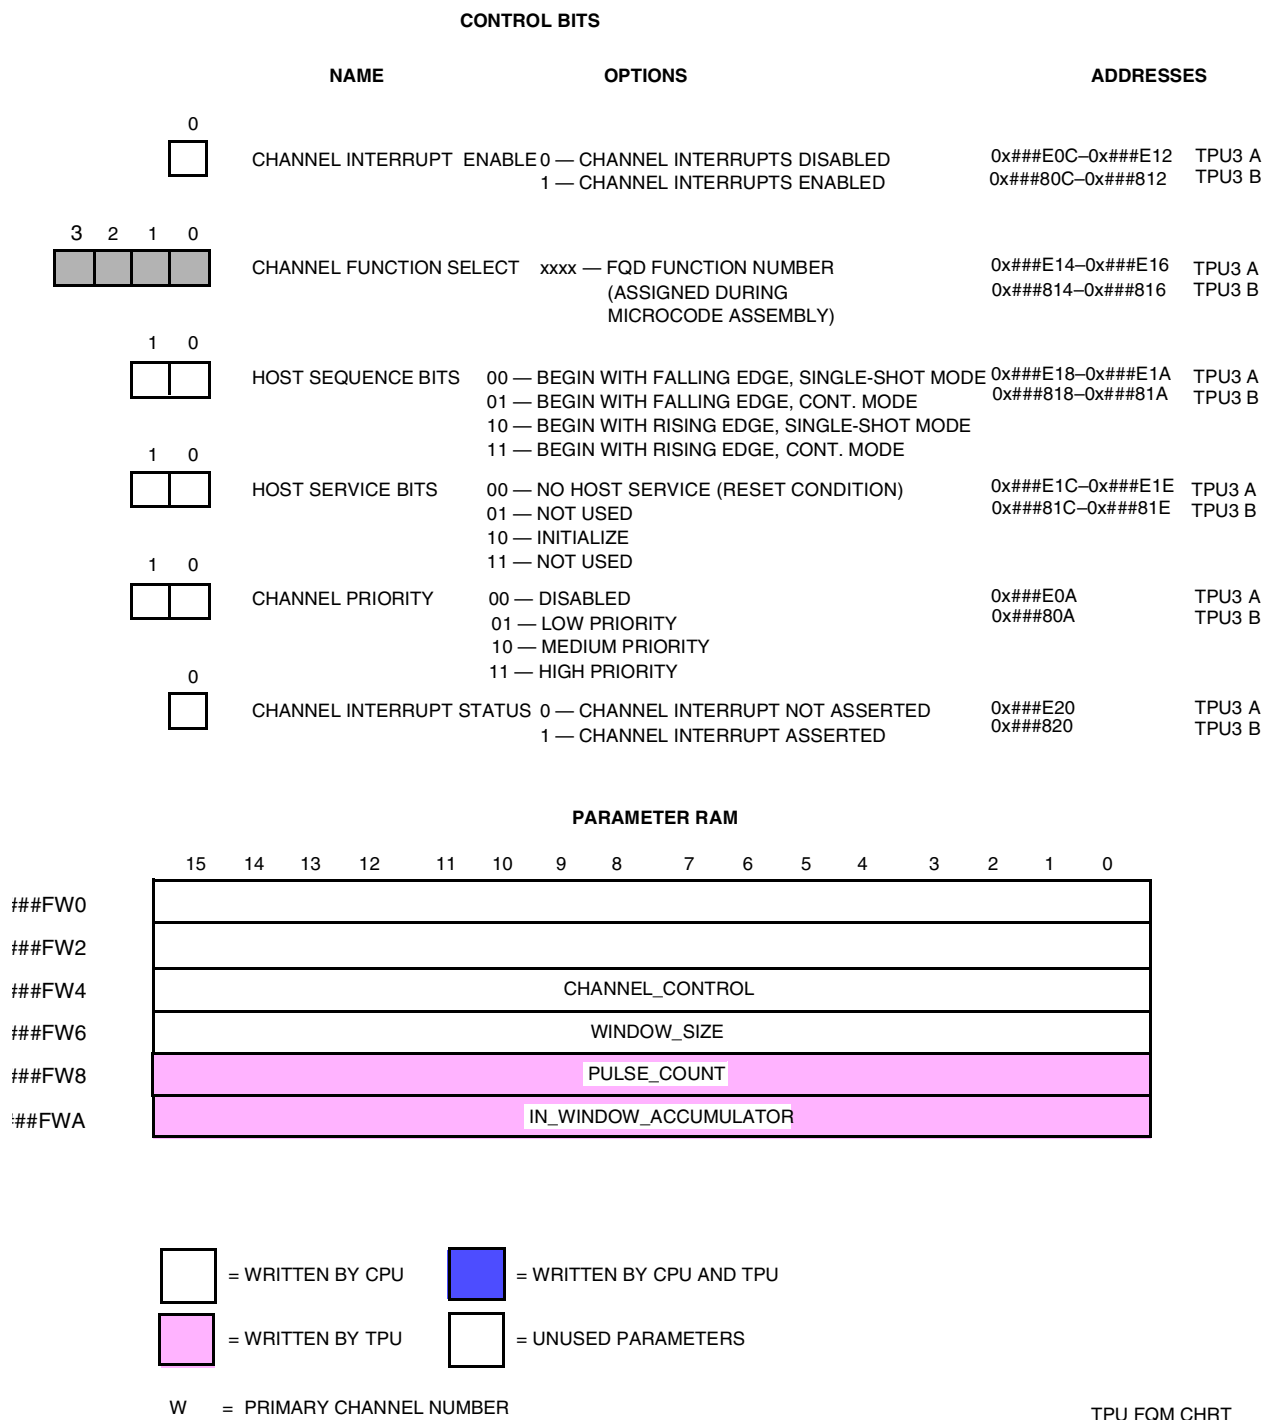 CONTROL BITS
NAME OPTIONS ADDRESSES
0
CHANNEL INTERRUPT ENABLE 0 — CHANNEL INTERRUPTS DISABLED 0x###E0C–0x###E12 TPU3 A
1 — CHANNEL INTERRUPTS ENABLED 0x###80C–0x###812 TPU3 B
3 2 1 0
CHANNEL FUNCTION SELECT xxxx — FQD FUNCTION NUMBER 0x###E14–0x###E16 TPU3 A
(ASSIGNED DURING 0x###814–0x###816 TPU3 B
MICROCODE ASSEMBLY)
1 0
HOST SEQUENCE BITS 00 — BEGIN WITH FALLING EDGE, SINGLE-SHOT MODE 0x###E18–0x###E1A TPU3 A
01 — BEGIN WITH FALLING EDGE, CONT. MODE 0x###818–0x###81A TPU3 B
10 — BEGIN WITH RISING EDGE, SINGLE-SHOT MODE
11 — BEGIN WITH RISING EDGE, CONT. MODE
1 0
HOST SERVICE BITS 00 — NO HOST SERVICE (RESET CONDITION) 0x###E1C–0x###E1E TPU3 A
01 — NOT USED 0x###81C–0x###81E TPU3 B
10 — INITIALIZE
11 — NOT USED
1 0
CHANNEL PRIORITY 00 — DISABLED 0x###E0A TPU3 A
01 — LOW PRIORITY 0x###80A TPU3 B
10 — MEDIUM PRIORITY
11 — HIGH PRIORITY
0
CHANNEL INTERRUPT STATUS 0 — CHANNEL INTERRUPT NOT ASSERTED 0x###E20 TPU3 A
1 — CHANNEL INTERRUPT ASSERTED 0x###820 TPU3 B
PARAMETER RAM
15 14 13 12 11 10 9 8 7 6 5 4 3 2 1 0
###FW0
###FW2
###FW4 CHANNEL_CONTROL
###FW6 WINDOW_SIZE
###FW8 PULSE_COUNT
###FWA IN_WINDOW_ACCUMULATOR
= WRITTEN BY CPU = WRITTEN BY CPU AND TPU
= WRITTEN BY TPU = UNUSED PARAMETERS
W = PRIMARY CHANNEL NUMBER
TPU FQM CHRT